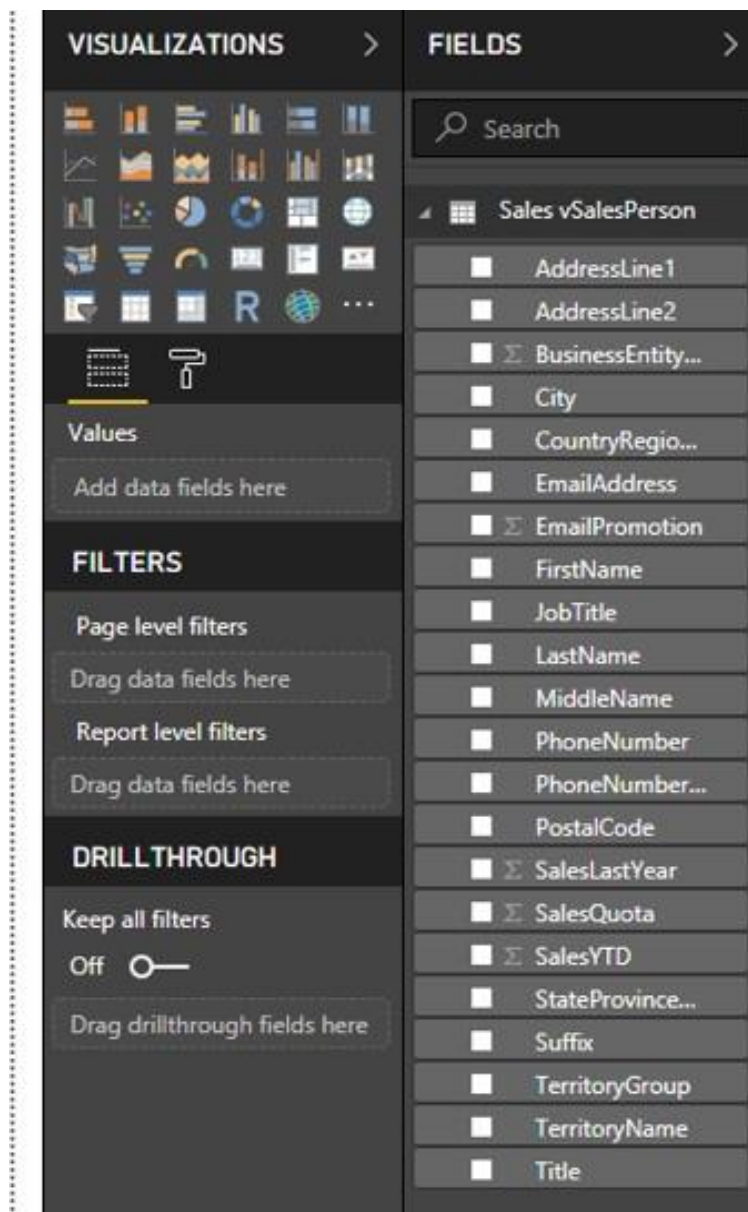 VISUALIZATIONS >
R
...
Values
Add data fields here
FILTERS
Page level filters
Drag data fields here
Report level filters
Drag data fields here
DRILLTHROUGH
Keep all filters
Off
Drag drillthrough fields here
FIELDS >
Search
Sales vSalesPerson
AddressLine1
AddressLine2
Σ BusinessEntity...
City
CountryRegio...
EmailAddress
Σ EmailPromotion
FirstName
JobTitle
LastName
MiddleName
PhoneNumber
PhoneNumber...
PostalCode
Σ SalesLastYear
Σ SalesQuota
Σ SalesYTD
StateProvince...
Suffix
TerritoryGroup
TerritoryName
Title